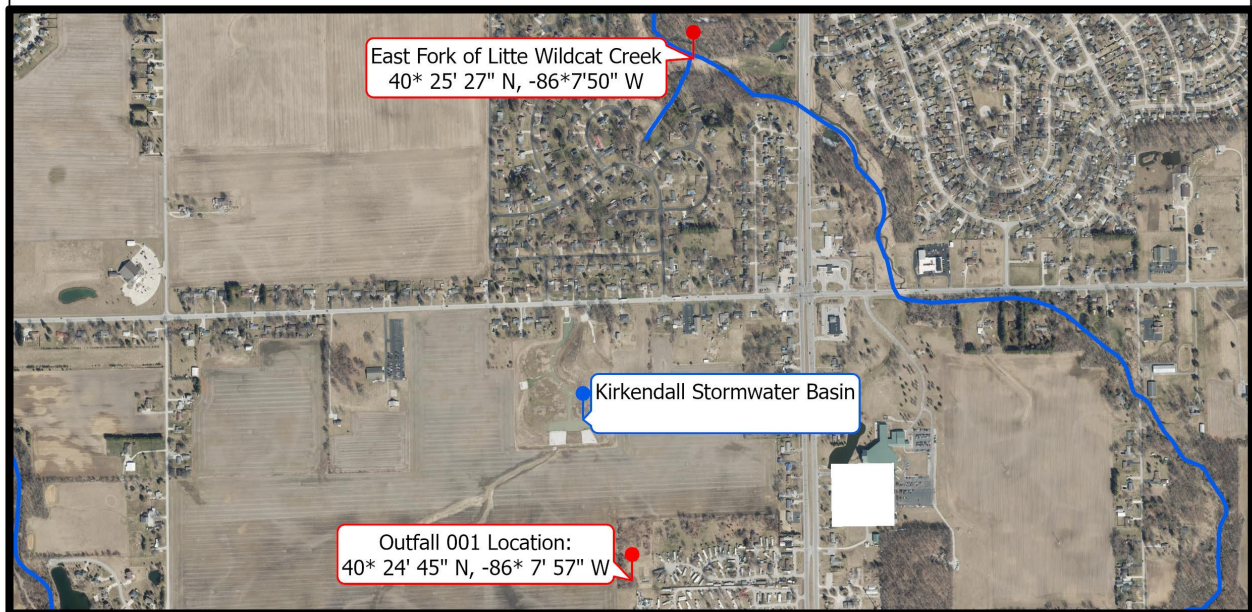 East Fork of Litte Wildcat Creek
40* 25' 27" N, -86*7'50" W
Kirkendall Stormwater Basin
Outfall 001 Location:
40* 24' 45" N, -86* 7' 57" W